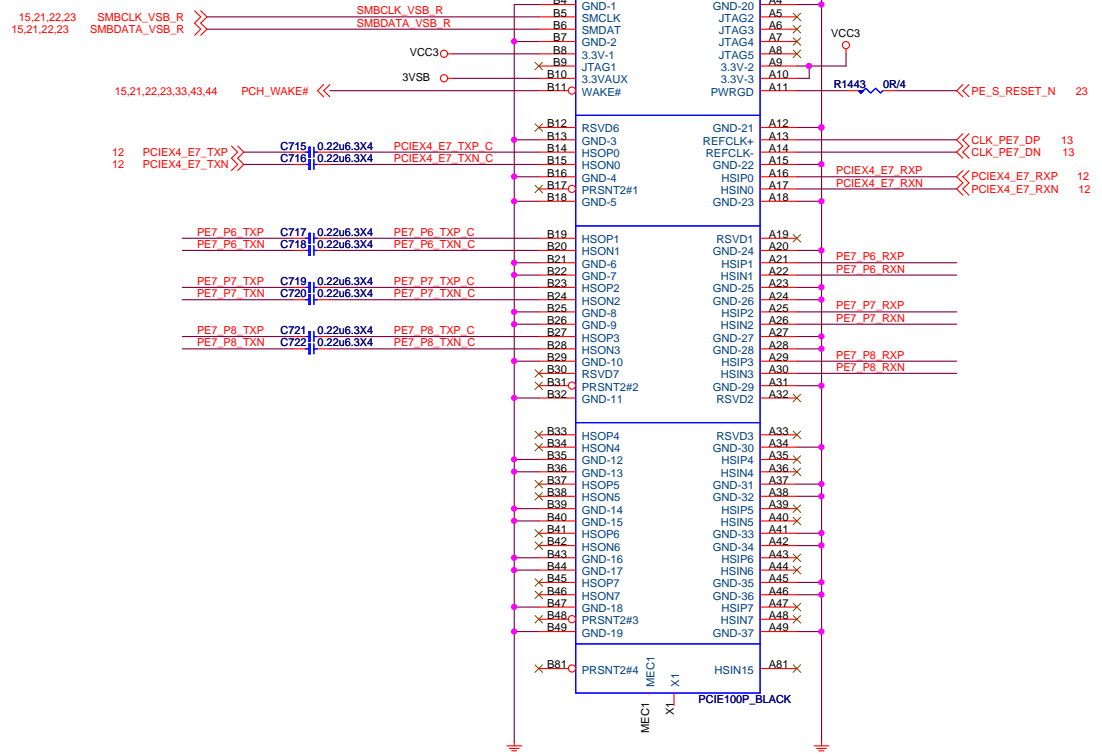 B4 GND-1 GND-20 A4
15,21,22,23 SMBCLK_VSB_R SMBCLK_VSB_R B5 SMCLK JTAG2 A5
15,21,22,23 SMBDATA_VSB_R SMBDATA_VSB_R B6 SMDAT JTAG3 A6
B7 GND-2 JTAG4 A7
VCC3 B8 3.3V-1 JTAG5 A8 VCC3
B9 JTAG1 3.3V-2 A9
3VSB B10 3.3VAUX 3.3V-3 A10
15,21,22,23,33,43,44 PCH_WAKE# B11 WAKE# PWRGD A11 R1443 0R/4 PE_S_RESET_N 23
B12 RSVD6 GND-21 A12
B13 GND-3 REFCLK+ A13 CLK_PE7_DP 13
12 PCIEX4_E7_TXP C715 0.22u6.3X4 PCIEX4_E7_TXP_C B14 HSOP0 REFCLK- A14 CLK_PE7_DN 13
12 PCIEX4_E7_TXN C716 0.22u6.3X4 PCIEX4_E7_TXN_C B15 HSON0 GND-22 A15
B16 GND-4 HSIP0 A16 PCIEX4_E7_RXP PCIEX4_E7_RXP 12
B17 PRSNT2#1 HSIN0 A17 PCIEX4_E7_RXN PCIEX4_E7_RXN 12
B18 GND-5 GND-23 A18
PE7_P6_TXP C717 0.22u6.3X4 PE7_P6_TXP_C B19 HSOP1 RSVD1 A19
PE7_P6_TXN C718 0.22u6.3X4 PE7_P6_TXN_C B20 HSON1 GND-24 A20
B21 GND-6 HSIP1 A21 PE7_P6_RXP
B22 GND-7 HSIN1 A22 PE7_P6_RXN
PE7_P7_TXP C719 0.22u6.3X4 PE7_P7_TXP_C B23 HSOP2 GND-25 A23
PE7_P7_TXN C720 0.22u6.3X4 PE7_P7_TXN_C B24 HSON2 GND-26 A24
B25 GND-8 HSIP2 A25 PE7_P7_RXP
B26 GND-9 HSIN2 A26 PE7_P7_RXN
PE7_P8_TXP C721 0.22u6.3X4 PE7_P8_TXP_C B27 HSOP3 GND-27 A27
PE7_P8_TXN C722 0.22u6.3X4 PE7_P8_TXN_C B28 HSON3 GND-28 A28
B29 GND-10 HSIP3 A29 PE7_P8_RXP
B30 RSVD7 HSIN3 A30 PE7_P8_RXN
B31 PRSNT2#2 GND-29 A31
B32 GND-11 RSVD2 A32
B33 HSOP4 RSVD3 A33
B34 HSON4 GND-30 A34
B35 GND-12 HSIP4 A35
B36 GND-13 HSIN4 A36
B37 HSOP5 GND-31 A37
B38 HSON5 GND-32 A38
B39 GND-14 HSIP5 A39
B40 GND-15 HSIN5 A40
B41 HSOP6 GND-33 A41
B42 HSON6 GND-34 A42
B43 GND-16 HSIP6 A43
B44 GND-17 HSIN6 A44
B45 HSOP7 GND-35 A45
B46 HSON7 GND-36 A46
B47 GND-18 HSIP7 A47
B48 PRSNT2#3 HSIN7 A48
B49 GND-19 GND-37 A49
B81 PRSNT2#4 MEC1 X1 HSIN15 A81
MEC1 X1 PCIE100P_BLACK